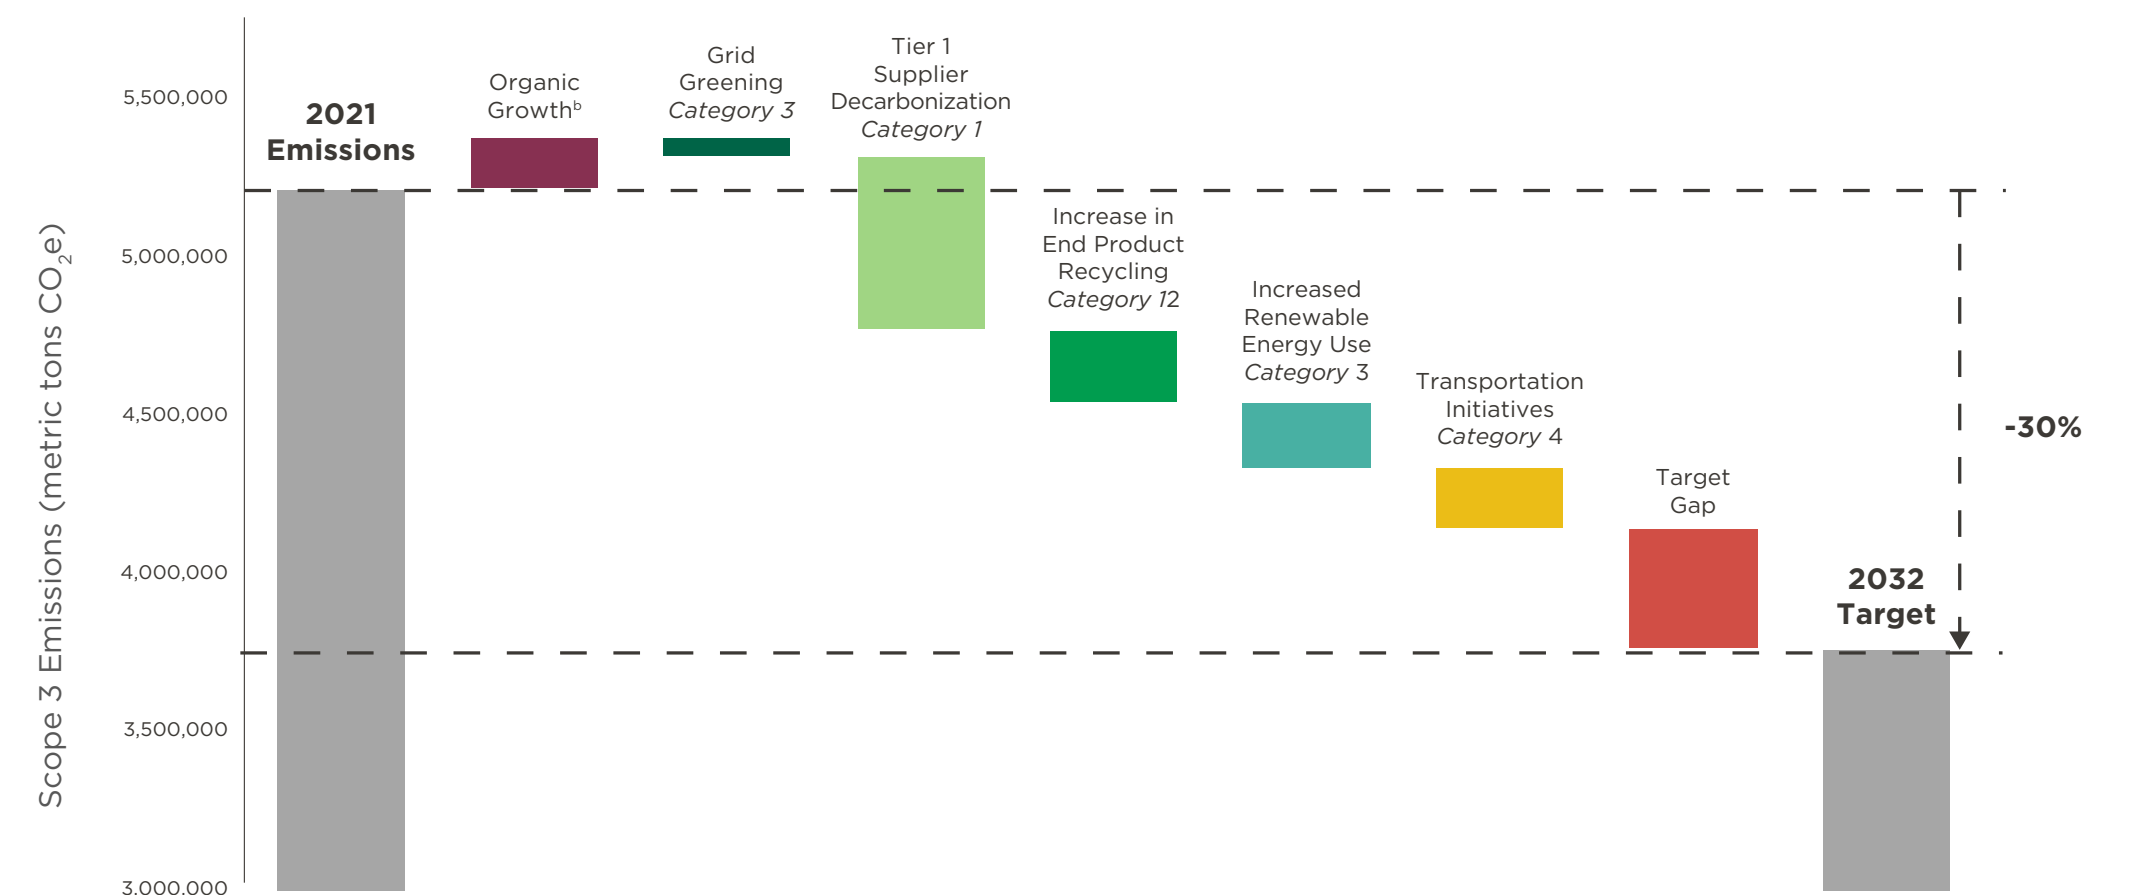 Scope 3 Emissions (metric tons CO₂e)
5,500,000
5,000,000
4,500,000
4,000,000
3,500,000
3,000,000
2021
Emissions
Organic
Growthᵇ
Grid
Greening
Category 3
Tier 1
Supplier
Decarbonization
Category 1
Increase in
End Product
Recycling
Category 12
Increased
Renewable
Energy Use
Category 3
Transportation
Initiatives
Category 4
Target
Gap
2032
Target
-30%